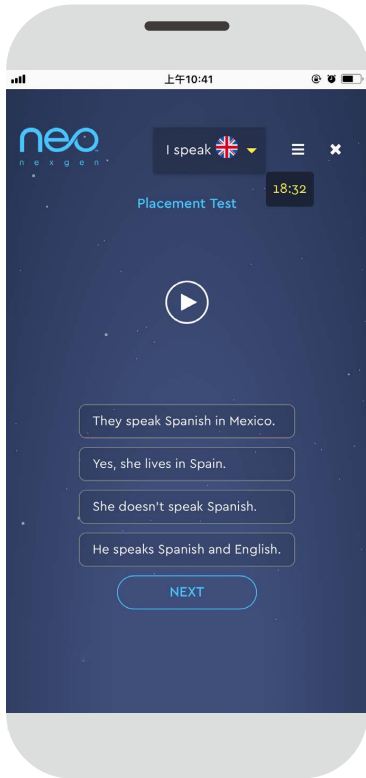 上午10:41
neo
nexgen
I speak
18:32
Placement Test
They speak Spanish in Mexico.
Yes, she lives in Spain.
She doesn't speak Spanish.
He speaks Spanish and English.
NEXT